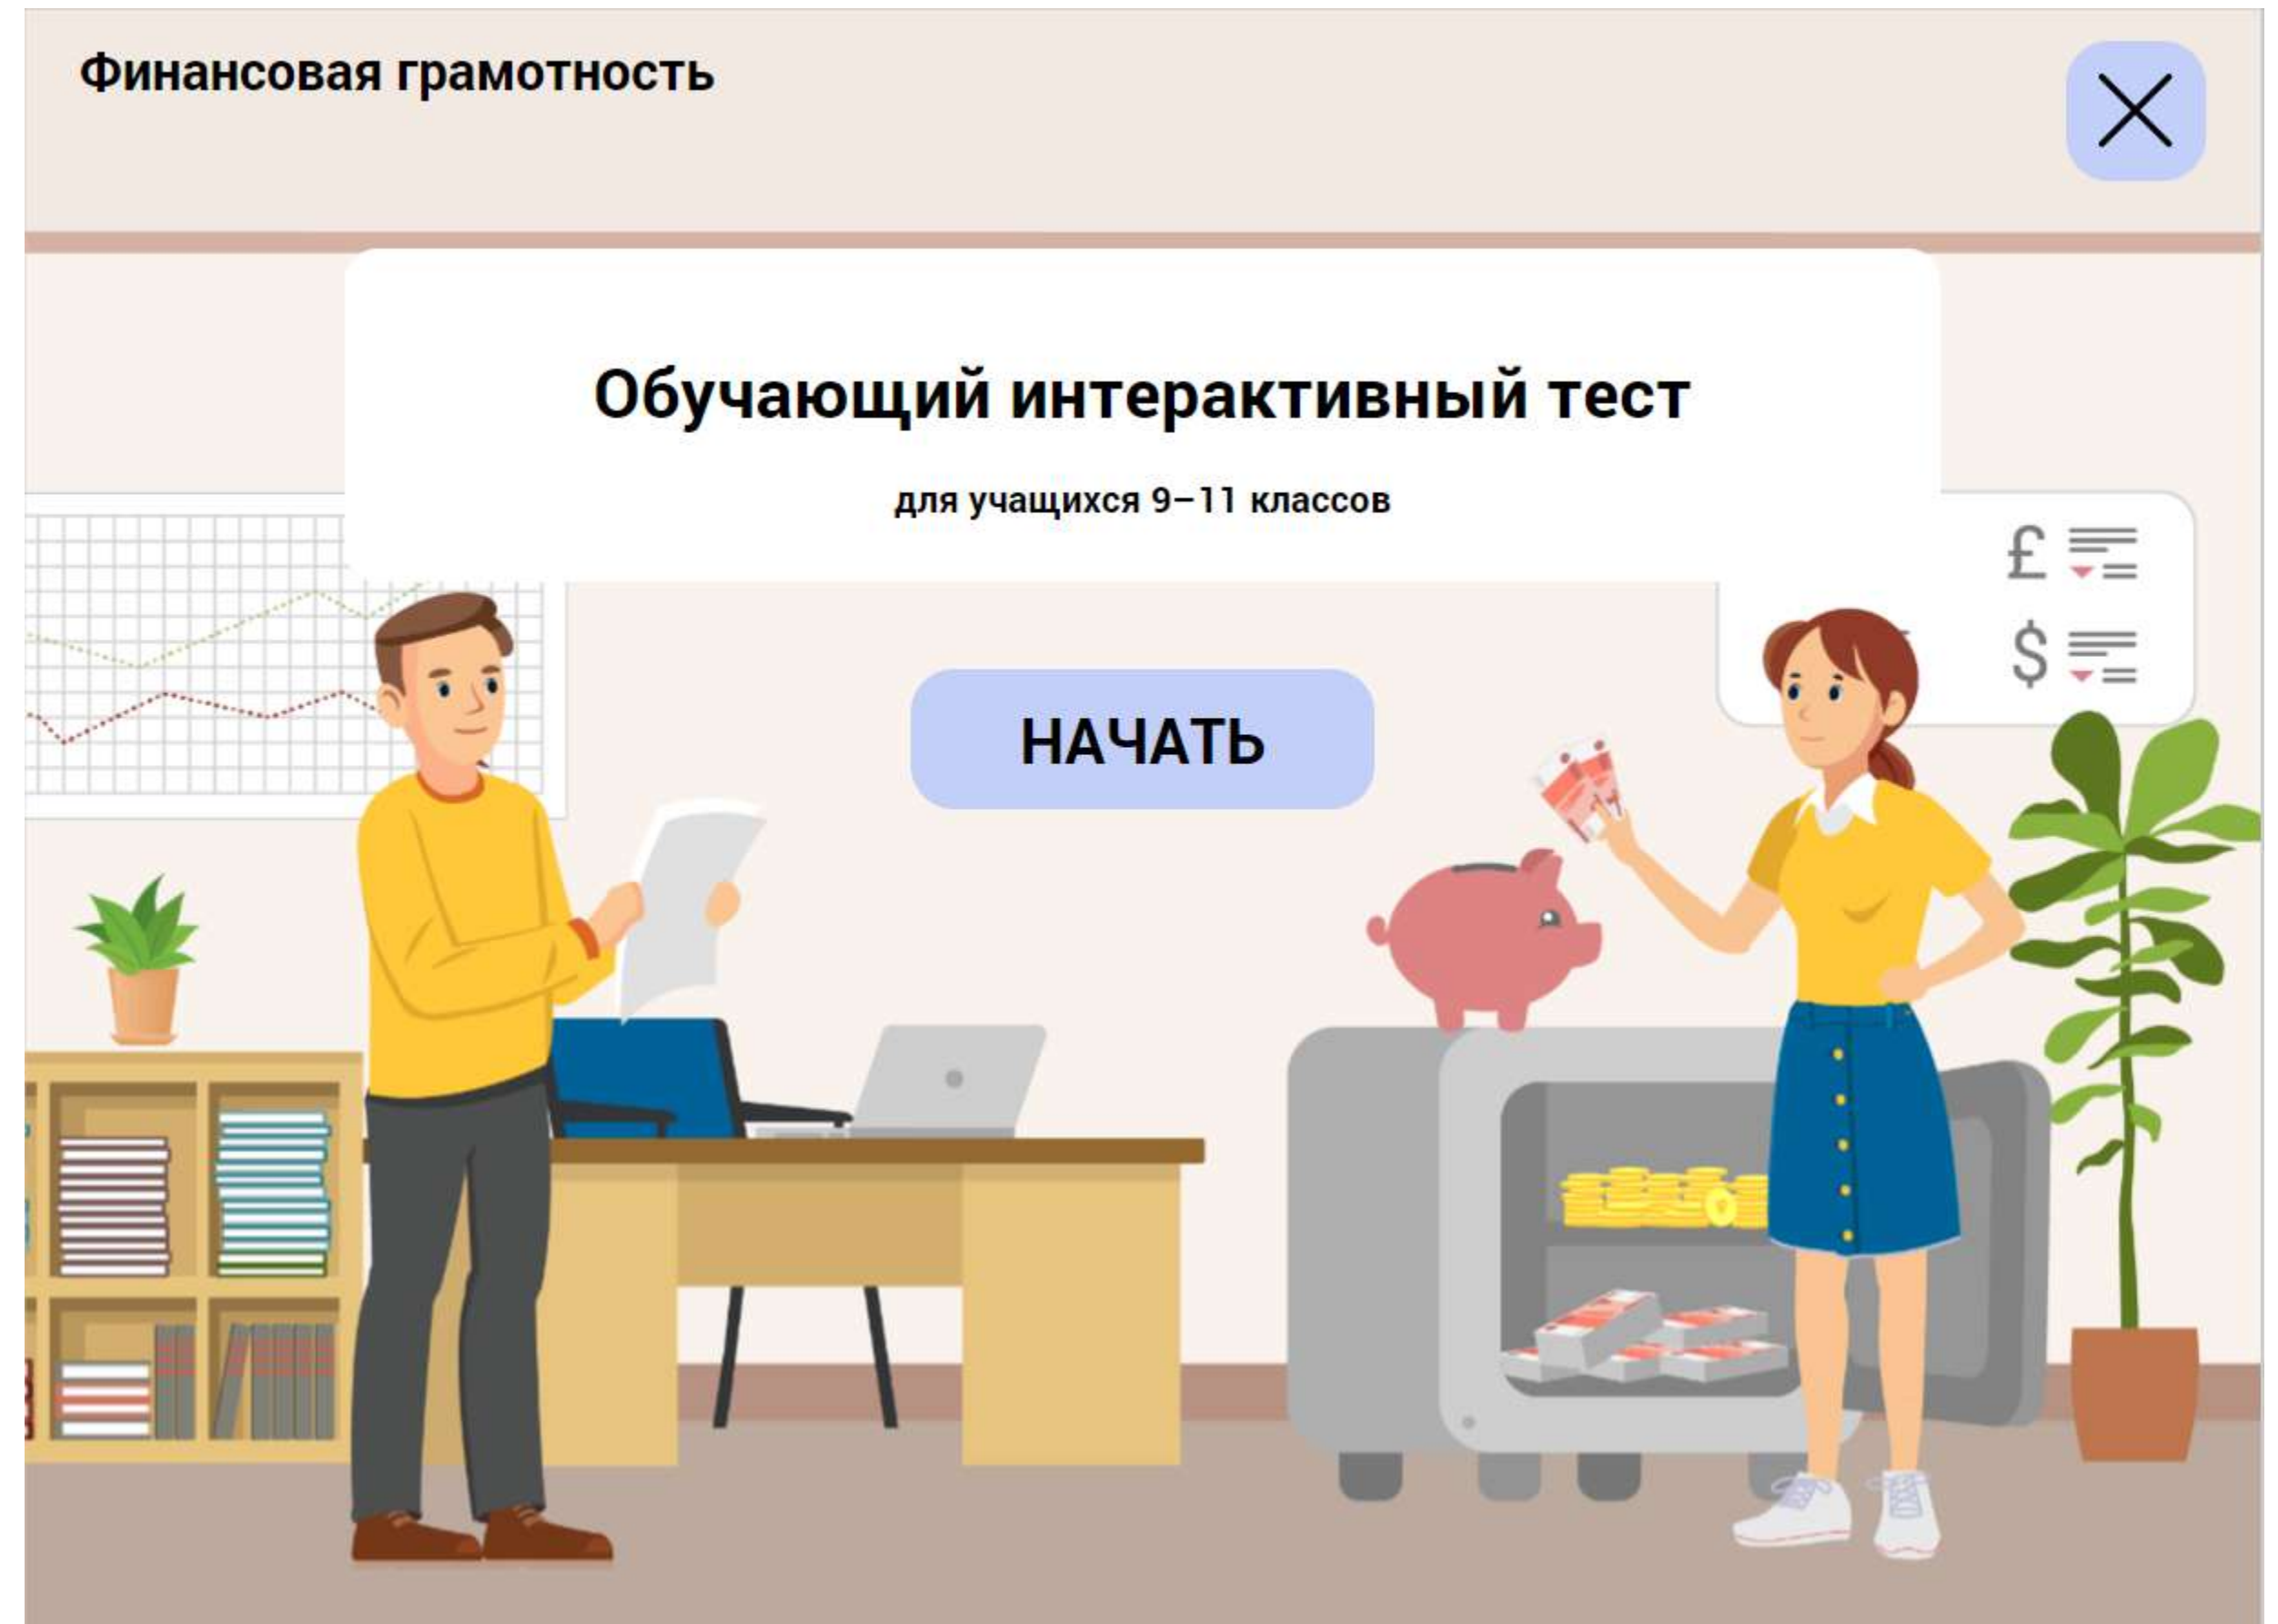 Финансовая грамотность
Обучающий интерактивный тест
для учащихся 9–11 классов
£
$
НАЧАТЬ